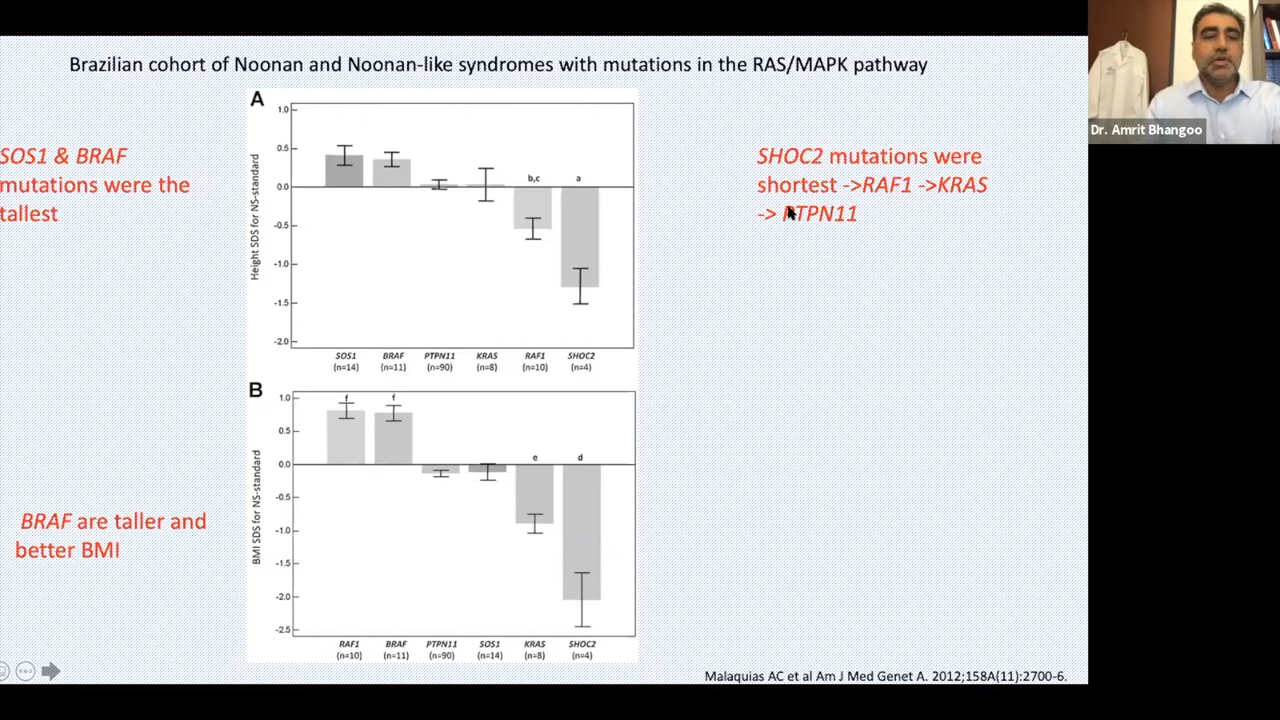 Brazilian cohort of Noonan and Noonan-like syndromes with mutations in the RAS/MAPK pathway
Dr. Amrit Bhangoo
SOS1 & BRAF
mutations were the
tallest
A
Height SDS for NS-standard
1.0
0.5
0.0
-0.5
-1.0
-1.5
-2.0
b,c
a
SOS1 BRAF PTPN11 KRAS RAF1 SHOC2
(n=14) (n=11) (n=90) (n=8) (n=10) (n=4)
SHOC2 mutations were
shortest ->RAF1 ->KRAS
-> PTPN11
B
BMI SDS for NS-standard
1.0
0.5
0.0
-0.5
-1.0
-1.5
-2.0
-2.5
f
f
e
d
RAF1 BRAF PTPN11 SOS1 KRAS SHOC2
(n=10) (n=11) (n=90) (n=14) (n=8) (n=4)
BRAF are taller and
better BMI
Malaquias AC et al Am J Med Genet A. 2012;158A(11):2700-6.